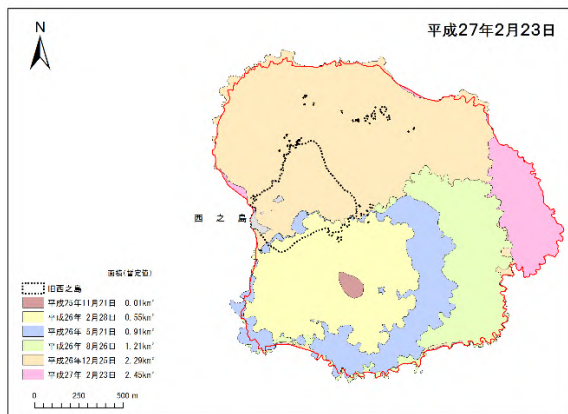 平成27年2月23日
N
西 之 島
面積(暫定値)
旧西之島
平成25年11月21日 0.01km²
平成26年 2月28日 0.55km²
平成26年 5月21日 0.91km²
平成26年 8月26日 1.21km²
平成26年12月25日 2.29km²
平成27年 2月23日 2.45km²
0 250 500 m